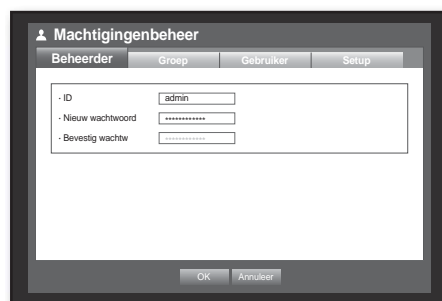 Machtigingenbeheer
Beheerder Groep Gebruiker Setup
· ID admin
· Nieuw wachtwoord ************
· Bevestig wachtw ************
OK Annuleer